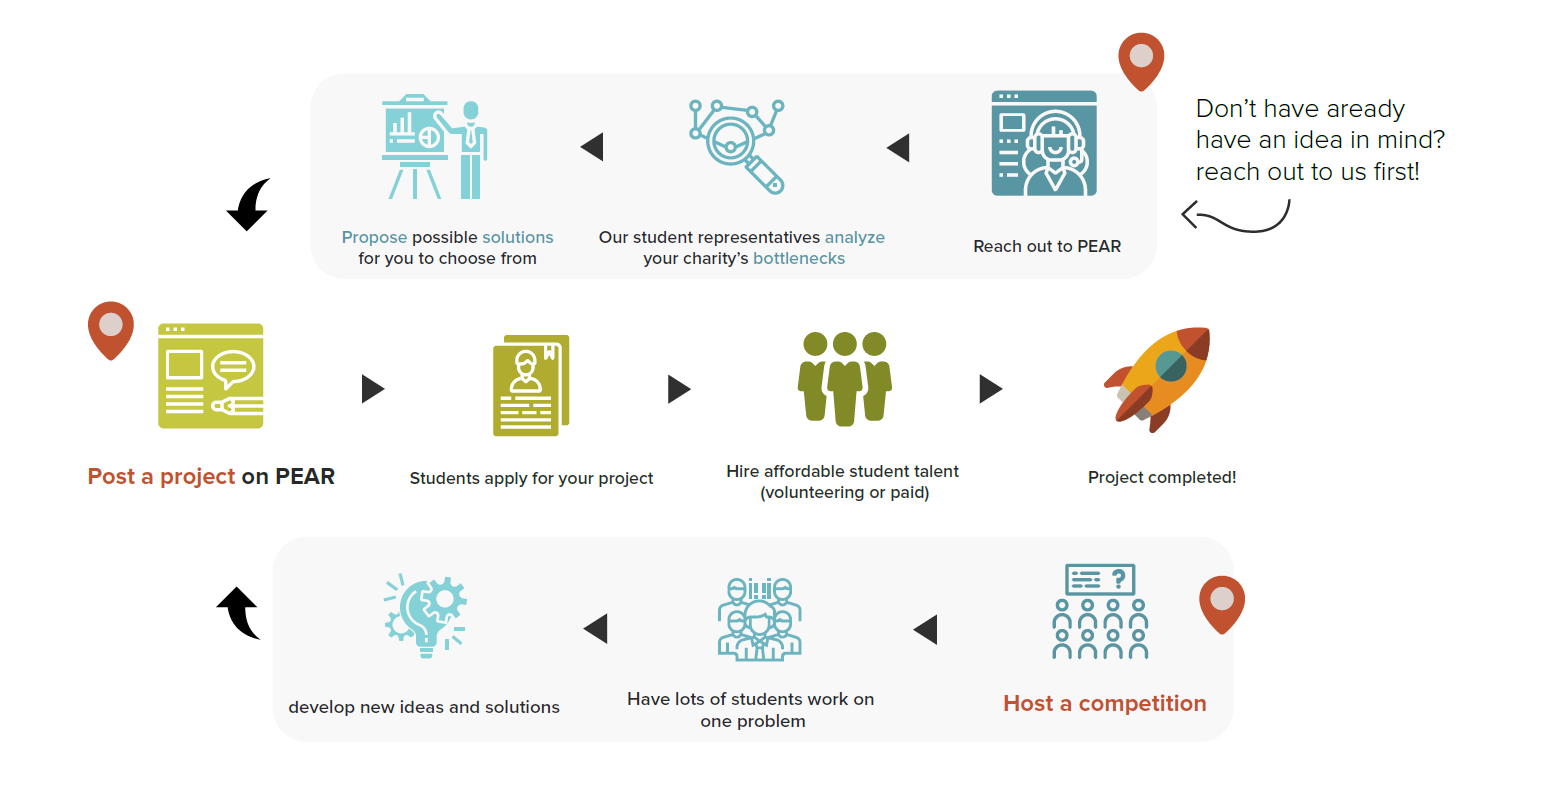 Don't have aready
have an idea in mind?
reach out to us first!
Propose possible solutions
for you to choose from
Our student representatives analyze
your charity's bottlenecks
Reach out to PEAR
Post a project on PEAR
Students apply for your project
Hire affordable student talent
(volunteering or paid)
Project completed!
develop new ideas and solutions
Have lots of students work on
one problem
?
Host a competition